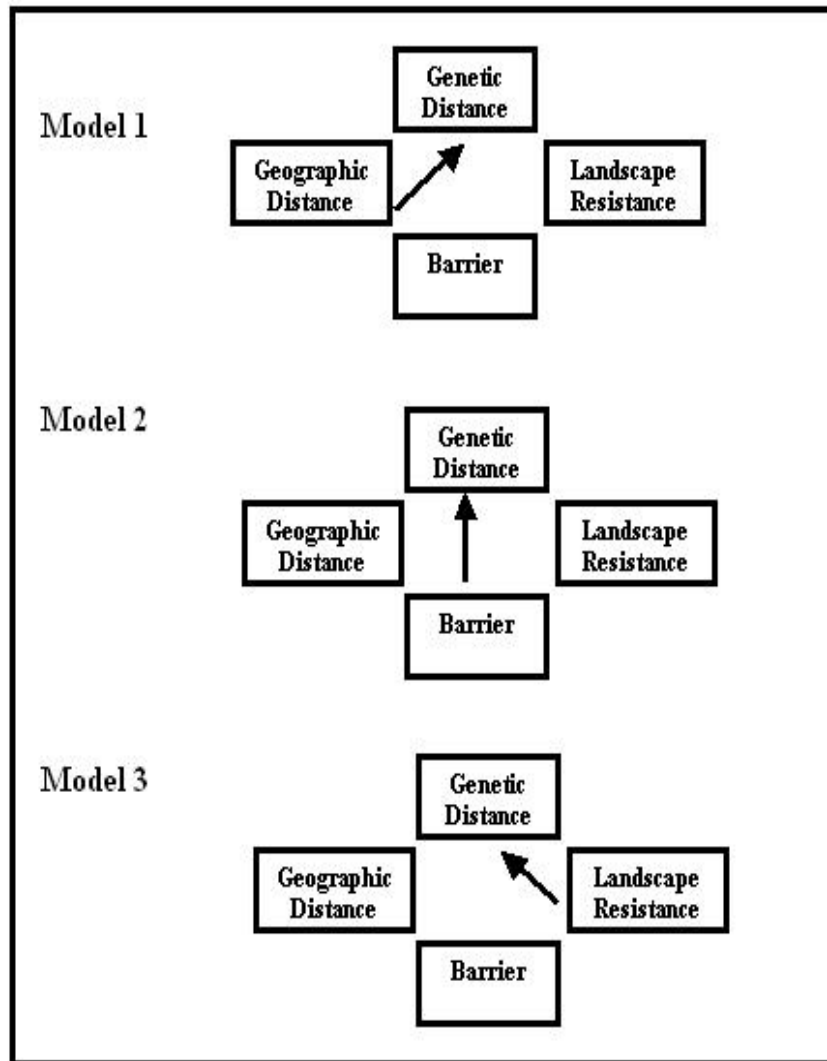 Model 1
Genetic
Distance
Geographic
Distance
Landscape
Resistance
Barrier
Model 2
Genetic
Distance
Geographic
Distance
Landscape
Resistance
Barrier
Model 3
Genetic
Distance
Geographic
Distance
Landscape
Resistance
Barrier